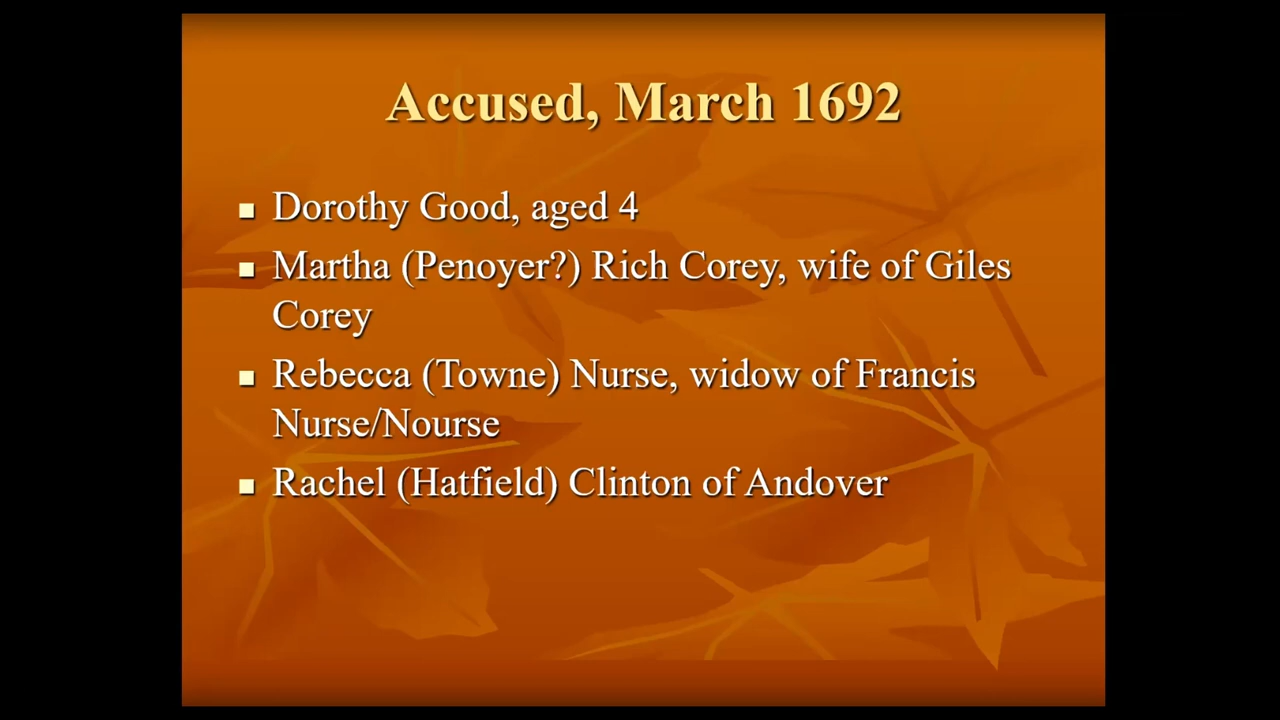 Accused, March 1692
Dorothy Good, aged 4
Martha (Penoyer?) Rich Corey, wife of Giles
Corey
Rebecca (Towne) Nurse, widow of Francis
Nurse/Nourse
Rachel (Hatfield) Clinton of Andover